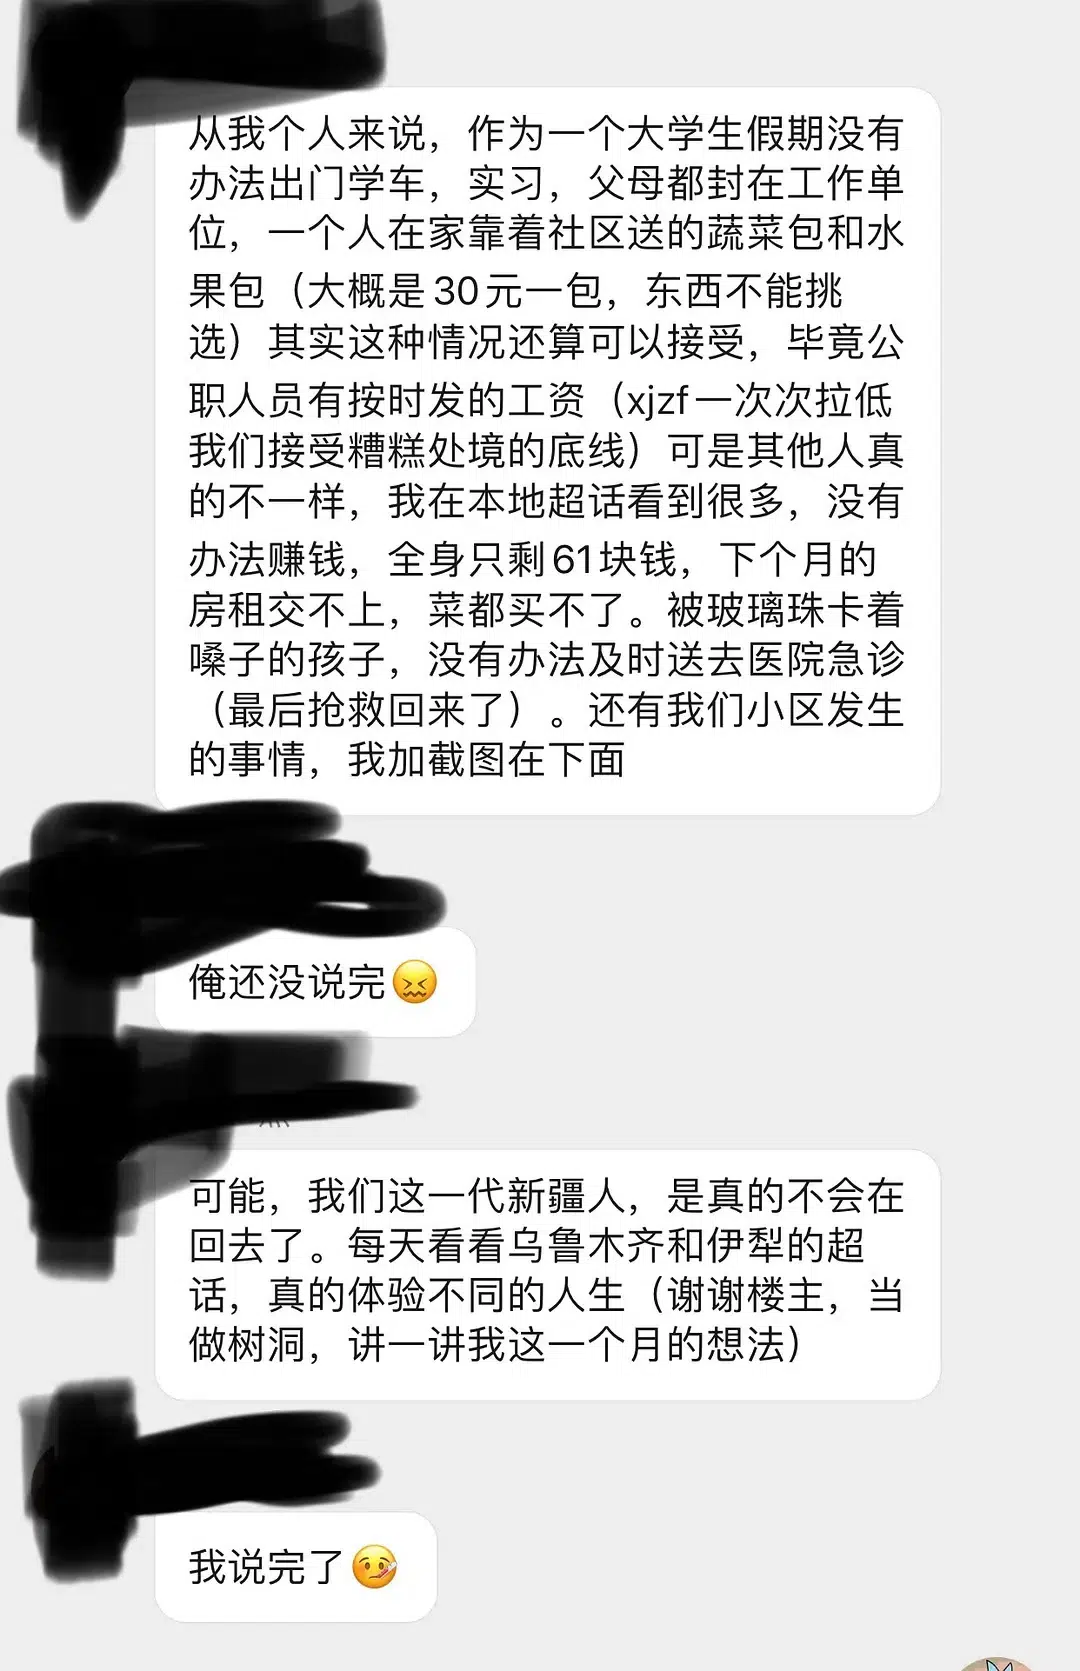 从我个人来说，作为一个大学生假期没有
办法出门学车，实习，父母都封在工作单
位，一个人在家靠着社区送的蔬菜包和水
果包（大概是30元一包，东西不能挑
选）其实这种情况还算可以接受，毕竟公
职人员有按时发的工资（xjzf一次次拉低
我们接受糟糕处境的底线）可是其他人真
的不一样，我在本地超话看到很多，没有
办法赚钱，全身只剩61块钱，下个月的
房租交不上，菜都买不了。被玻璃珠卡着
嗓子的孩子，没有办法及时送去医院急诊
（最后抢救回来了）。还有我们小区发生
的事情，我加截图在下面
俺还没说完😖
可能，我们这一代新疆人，是真的不会在
回去了。每天看看乌鲁木齐和伊犁的超
话，真的体验不同的人生（谢谢楼主，当
做树洞，讲一讲我这一个月的想法）
我说完了🤒